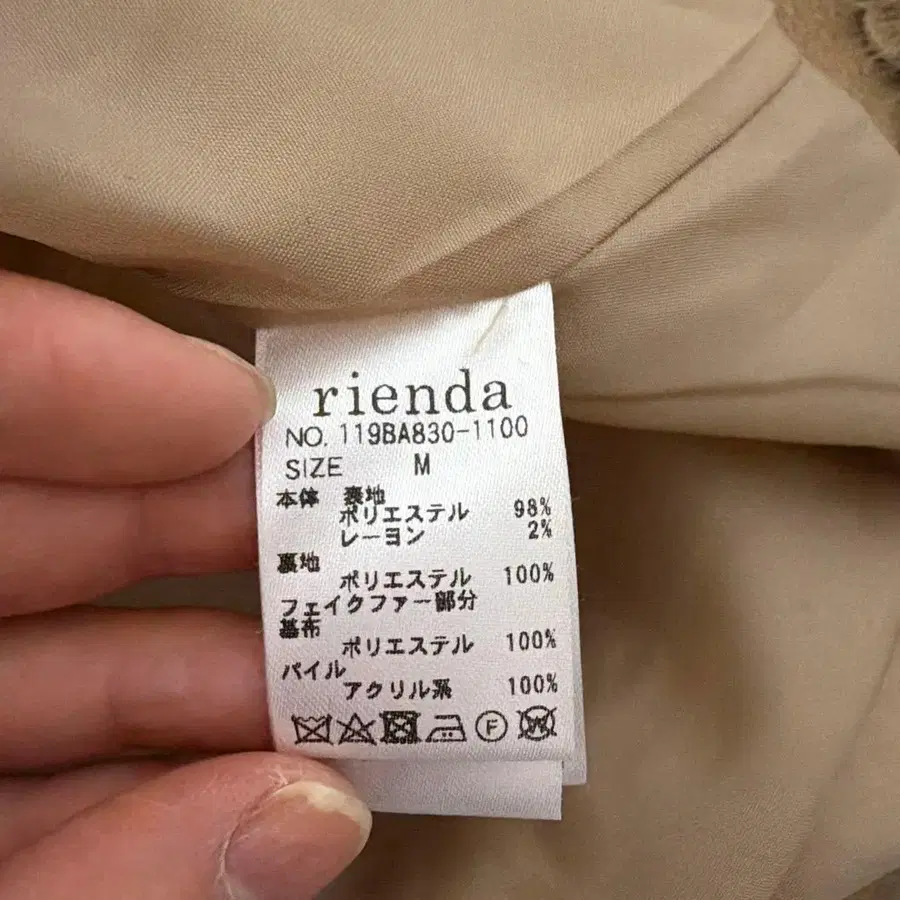 rienda
NO. 119BA830-1100
SIZE M
本体 表地
ポリエステル 98%
レーヨン 2%
裏地
ポリエステル 100%
フェイクファー部分
基布
ポリエステル 100%
パイル
アクリル系 100%
F
W